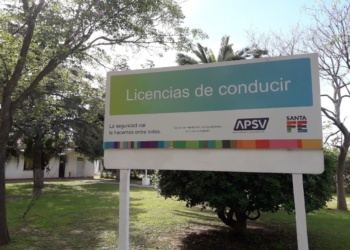 Licencias de conducir
La seguridad vial
la hacemos entre todos
APSV
SANTA
FE